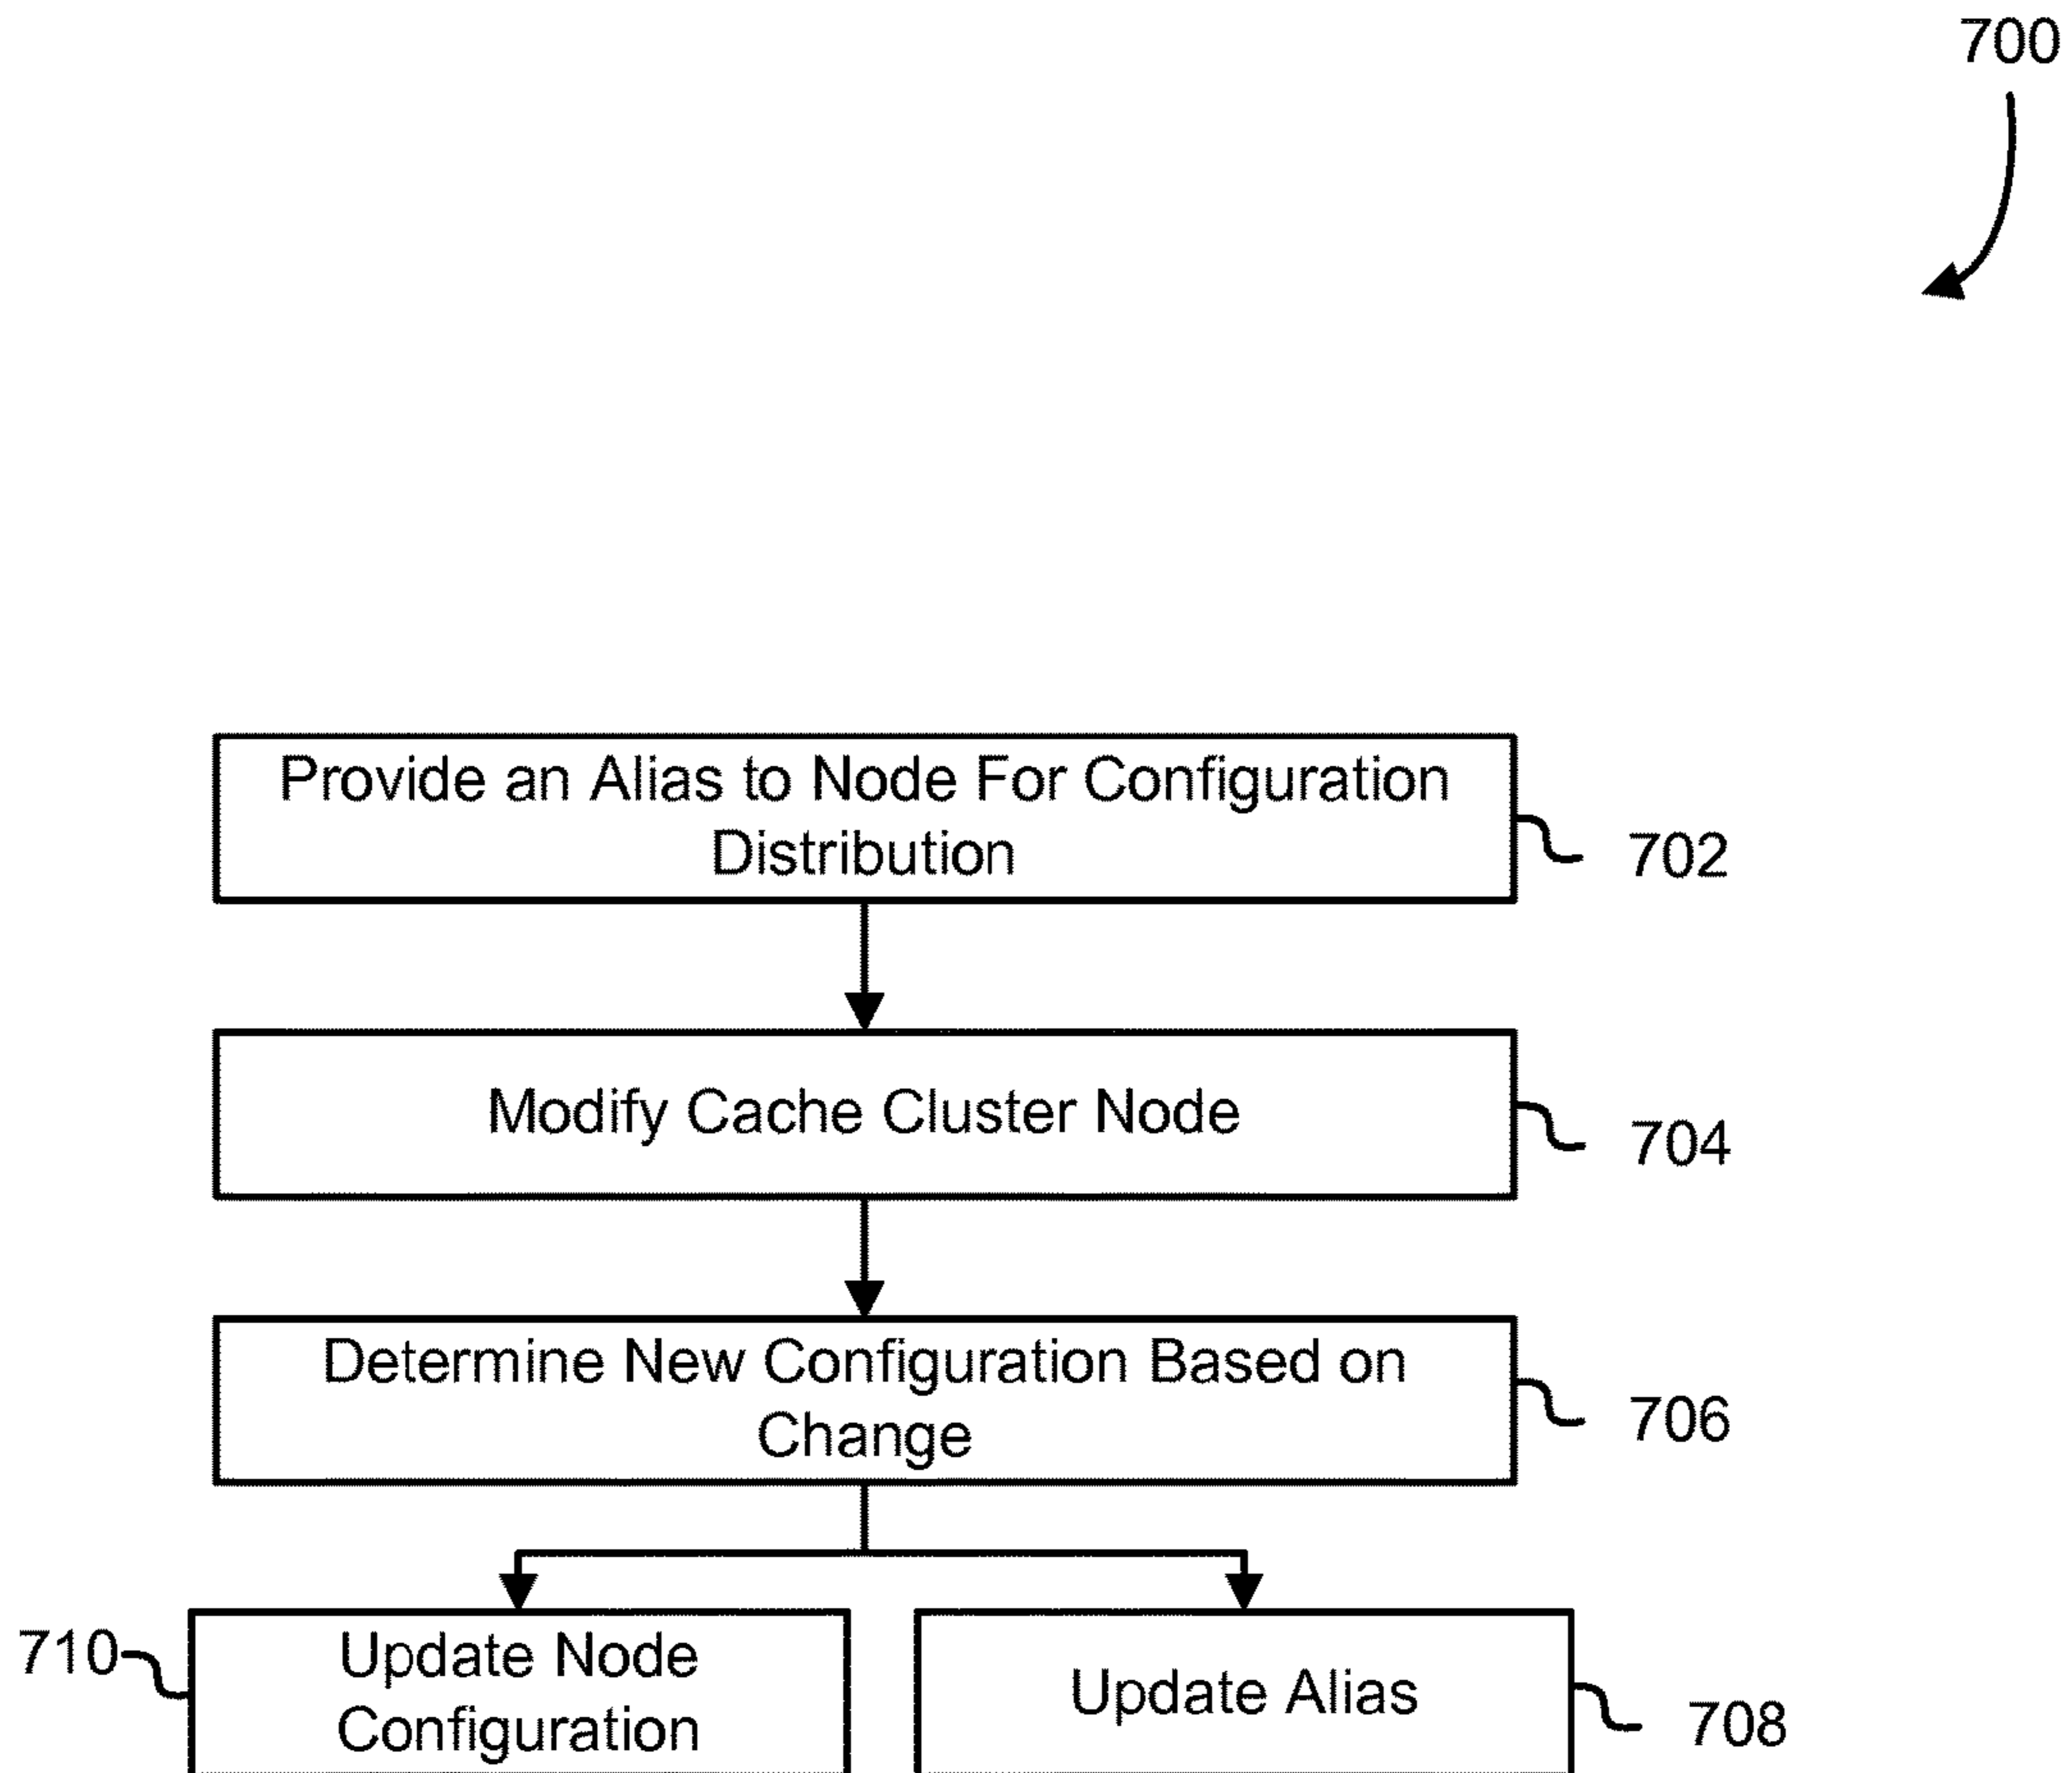 700
Provide an Alias to Node For Configuration
Distribution
702
Modify Cache Cluster Node
704
Determine New Configuration Based on
Change
706
710
Update Node
Configuration
Update Alias
708